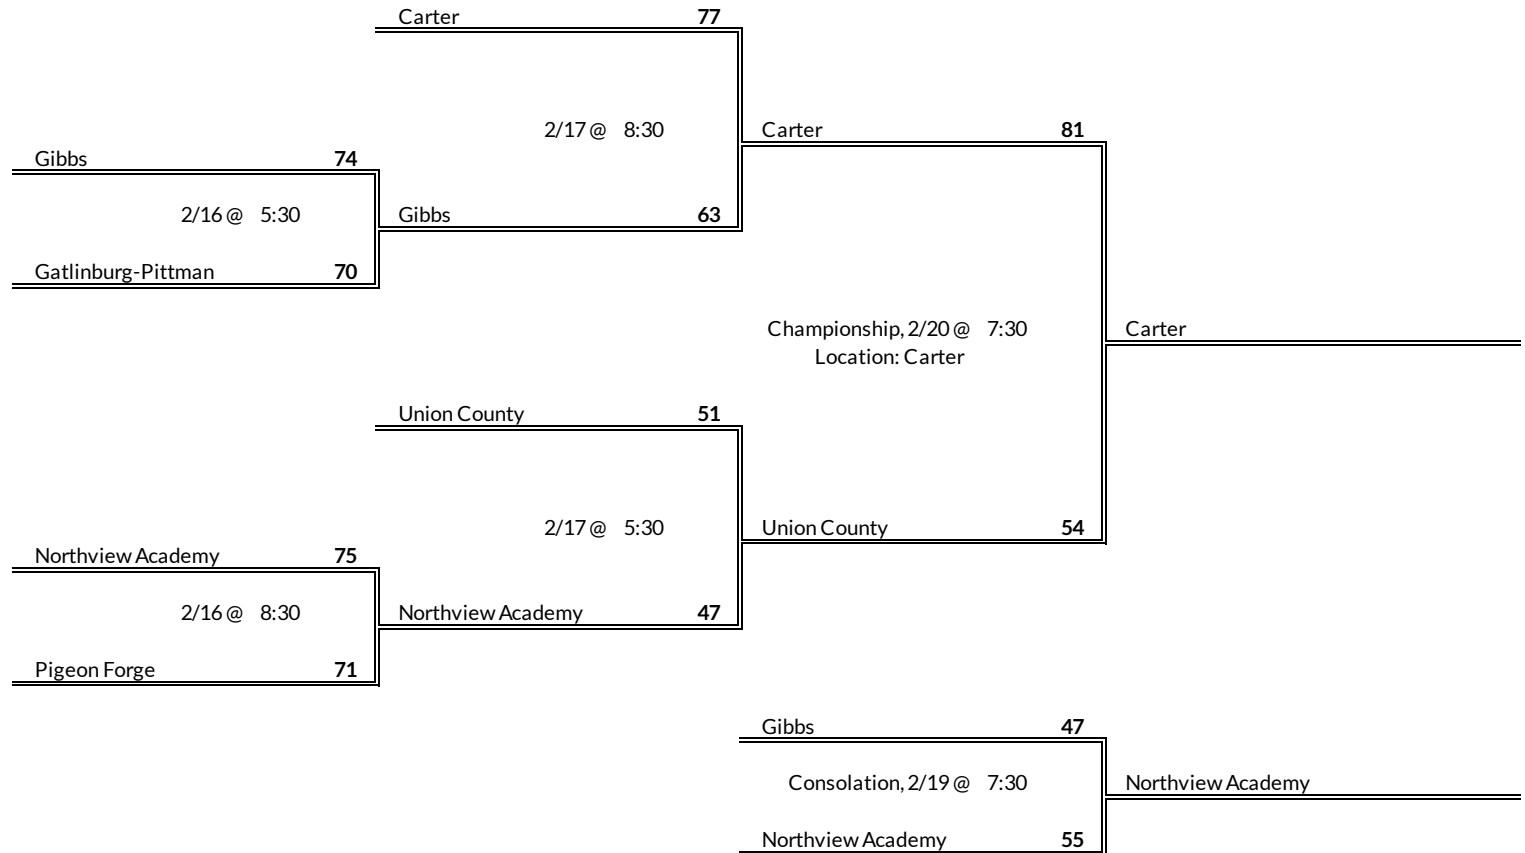 Carter 77
2/17 @ 8:30
Carter 81
Gibbs 74
2/16 @ 5:30
Gibbs 63
Gatlinburg-Pittman 70
Championship, 2/20 @ 7:30
Location: Carter
Carter
Union County 51
2/17 @ 5:30
Union County 54
Northview Academy 75
2/16 @ 8:30
Northview Academy 47
Pigeon Forge 71
Gibbs 47
Consolation, 2/19 @ 7:30
Northview Academy
Northview Academy 55